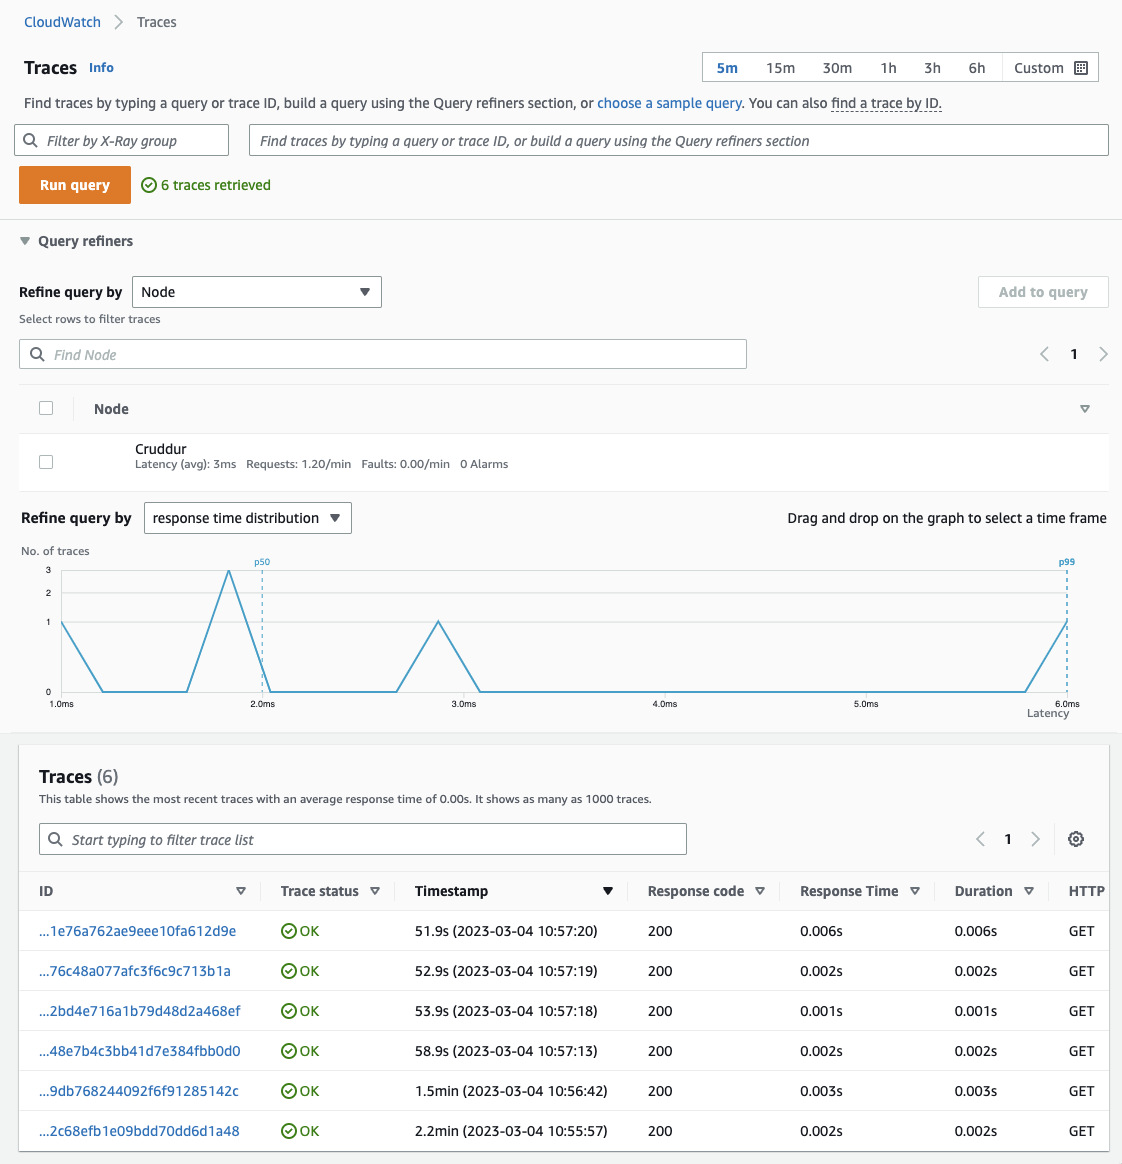 CloudWatch > Traces
Traces Info
5m 15m 30m 1h 3h 6h Custom
Find traces by typing a query or trace ID, build a query using the Query refiners section, or choose a sample query. You can also find a trace by ID.
Filter by X-Ray group
Find traces by typing a query or trace ID, or build a query using the Query refiners section
Run query
6 traces retrieved
Query refiners
Refine query by Node
Add to query
Select rows to filter traces
Find Node
1
Node
Cruddur
Latency (avg): 3ms Requests: 1.20/min Faults: 0.00/min 0 Alarms
Refine query by response time distribution
Drag and drop on the graph to select a time frame
No. of traces
p50 p99
3
2
1
0
1.0ms 2.0ms 3.0ms 4.0ms 5.0ms 6.0ms
Latency
Traces (6)
This table shows the most recent traces with an average response time of 0.00s. It shows as many as 1000 traces.
Start typing to filter trace list
1
ID Trace status Timestamp Response code Response Time Duration HTTP
...1e76a762ae9eee10fa612d9e OK 51.9s (2023-03-04 10:57:20) 200 0.006s 0.006s GET
...76c48a077afc3f6c9c713b1a OK 52.9s (2023-03-04 10:57:19) 200 0.002s 0.002s GET
...2bd4e716a1b79d48d2a468ef OK 53.9s (2023-03-04 10:57:18) 200 0.001s 0.001s GET
...48e7b4c3bb41d7e384fbb0d0 OK 58.9s (2023-03-04 10:57:13) 200 0.002s 0.002s GET
...9db768244092f6f91285142c OK 1.5min (2023-03-04 10:56:42) 200 0.003s 0.003s GET
...2c68efb1e09bdd70dd6d1a48 OK 2.2min (2023-03-04 10:55:57) 200 0.002s 0.002s GET